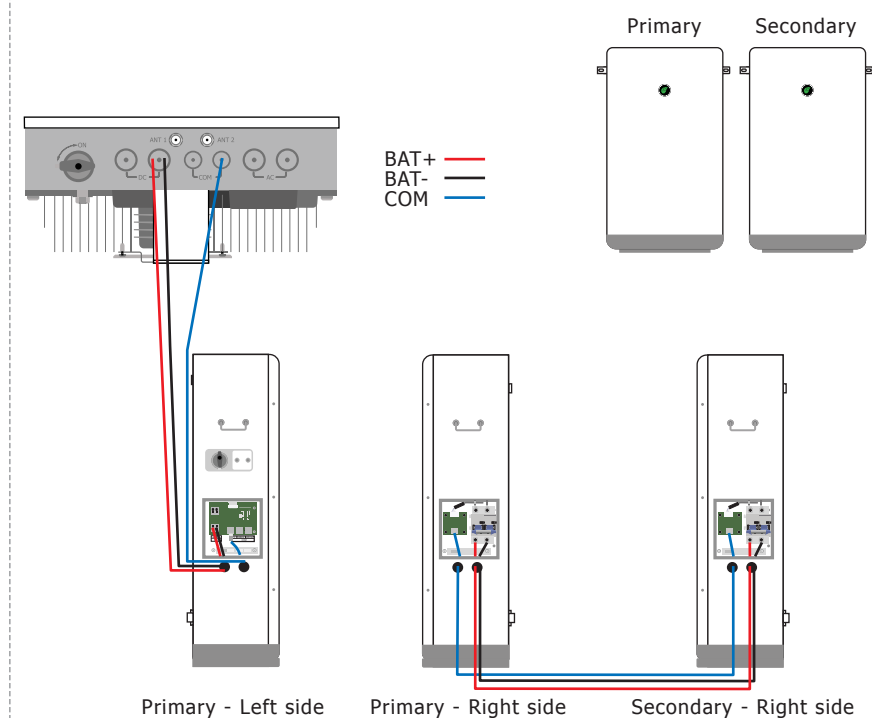 Primary
Secondary
ANT 1
ANT 2
ON
DC
COM
AC
BAT+
BAT-
COM
Primary - Left side
Primary - Right side
Secondary - Right side